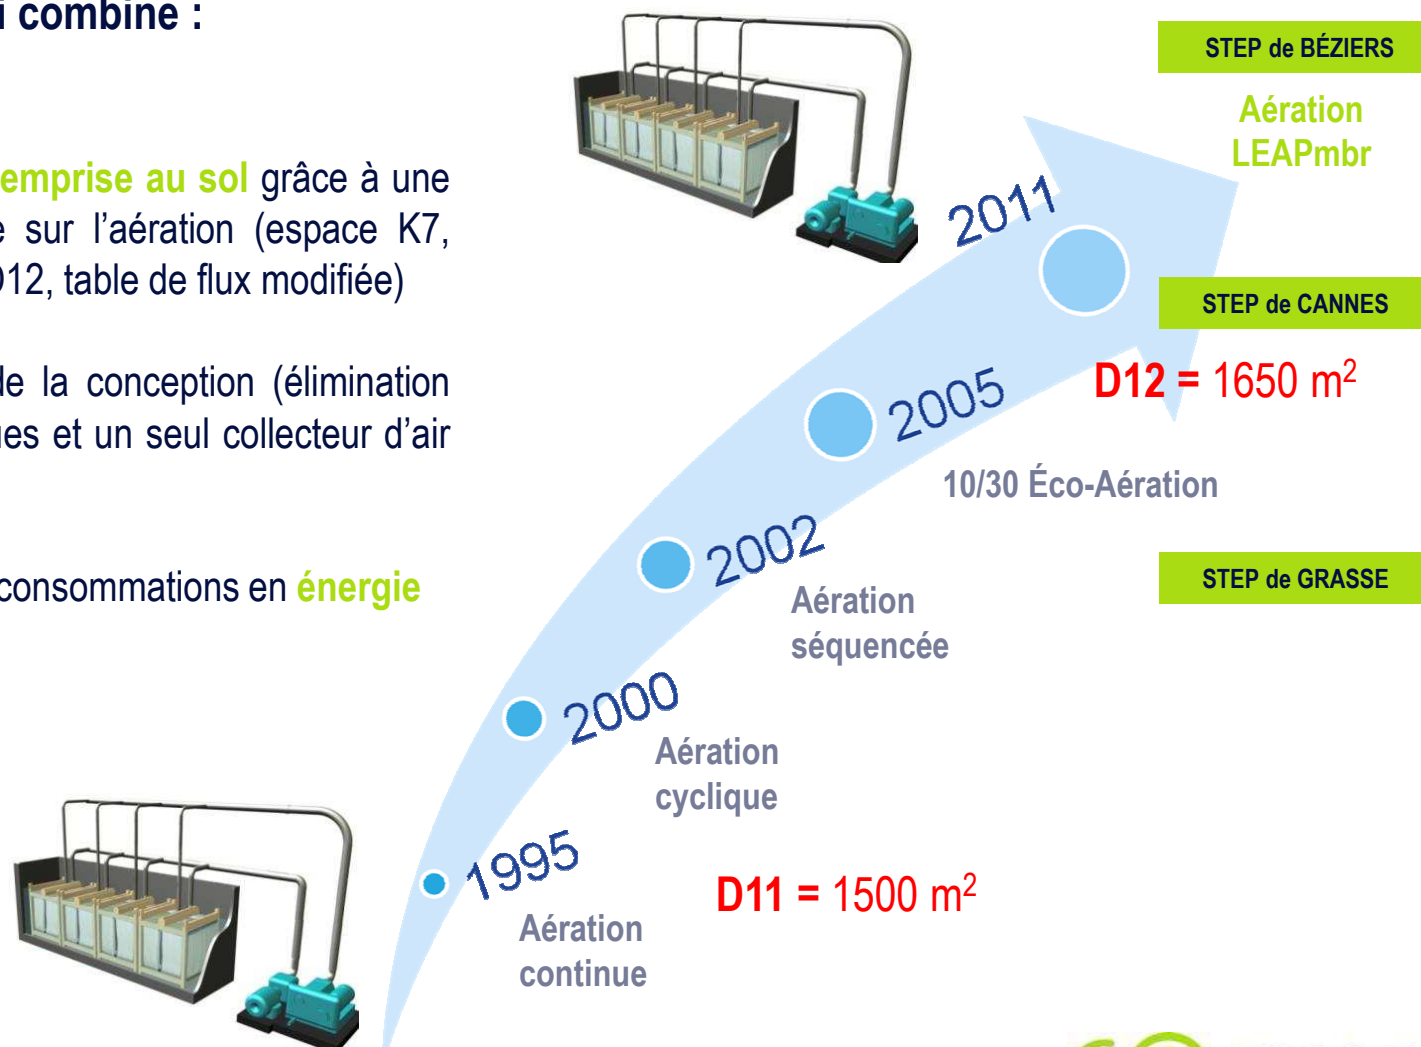 i combine :
emprise au sol grâce à une
e sur l'aération (espace K7,
D12, table de flux modifiée)
de la conception (élimination
ues et un seul collecteur d'air
consommations en énergie
STEP de BÉZIERS
Aération
LEAPmbr
2011
STEP de CANNES
D12 = 1650 m²
2005
10/30 Éco-Aération
2002
Aération
séquencée
STEP de GRASSE
2000
Aération
cyclique
1995
Aération
continue
D11 = 1500 m²